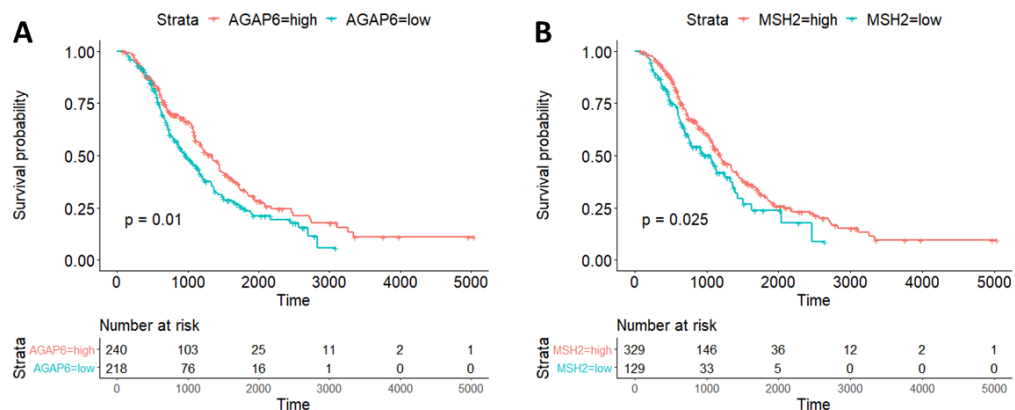 A
Strata AGAP6=high AGAP6=low
Survival probability
1.00
0.75
0.50
0.25
0.00
p = 0.01
0 1000 2000 3000 4000 5000
Time
Number at risk
Strata
AGAP6=high 240 103 25 11 2 1
AGAP6=low 218 76 16 1 0 0
0 1000 2000 3000 4000 5000
Time
B
Strata MSH2=high MSH2=low
Survival probability
1.00
0.75
0.50
0.25
0.00
p = 0.025
0 1000 2000 3000 4000 5000
Time
Number at risk
Strata
MSH2=high 329 146 36 12 2 1
MSH2=low 129 33 5 0 0 0
0 1000 2000 3000 4000 5000
Time